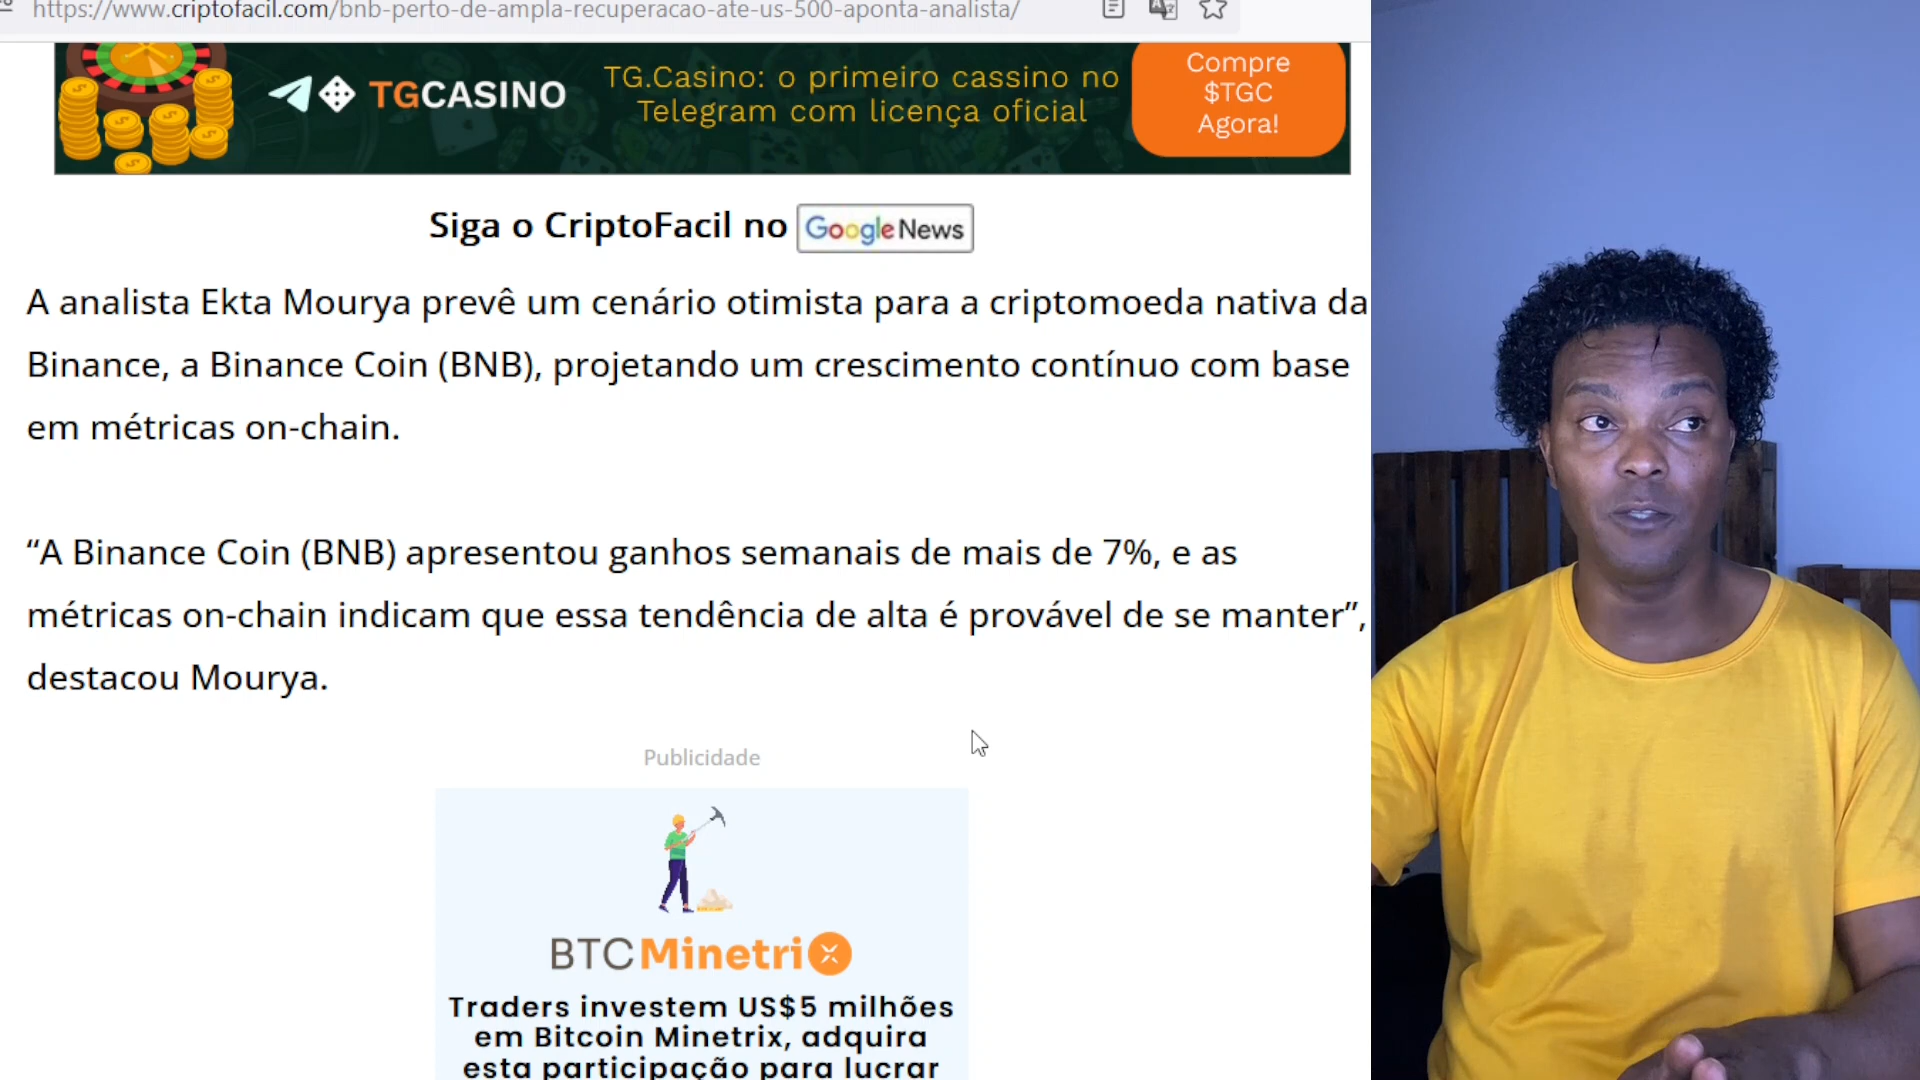 https://www.criptofacil.com/bnb-perto-de-ampla-recuperacao-ate-us-500-aponta-analista/
TGCASINO
TG.Casino: o primeiro cassino no
Telegram com licença oficial
Compre
$TGC
Agora!
Siga o CriptoFacil no Google News
A analista Ekta Mourya prevê um cenário otimista para a criptomoeda nativa da
Binance, a Binance Coin (BNB), projetando um crescimento contínuo com base
em métricas on-chain.
“A Binance Coin (BNB) apresentou ganhos semanais de mais de 7%, e as
métricas on-chain indicam que essa tendência de alta é provável de se manter”,
destacou Mourya.
Publicidade
BTCMinetriX
Traders investem US$5 milhões
em Bitcoin Minetrix, adquira
esta participação para lucrar